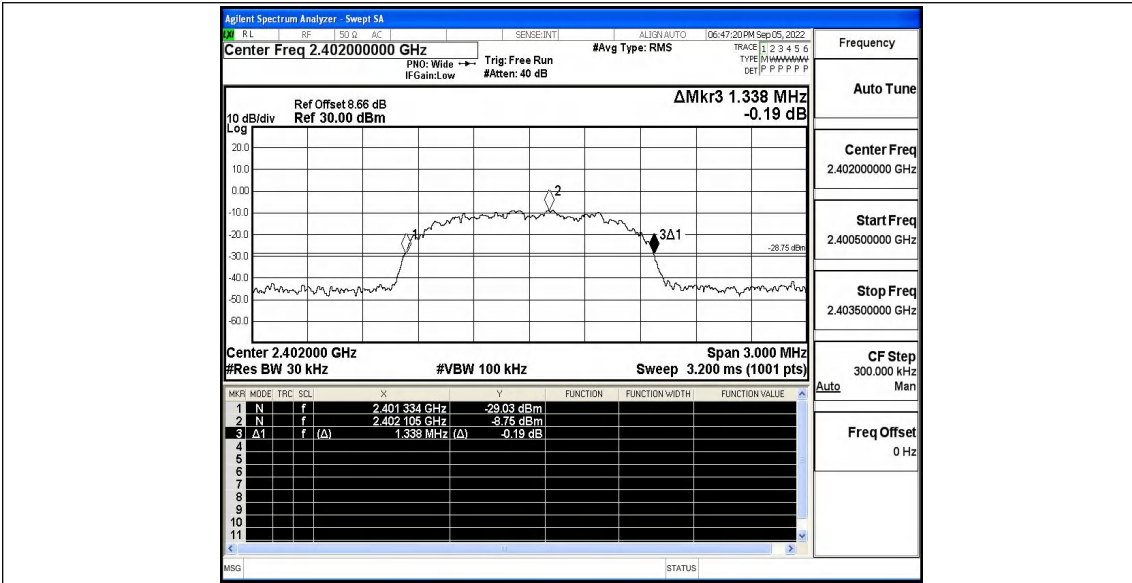 Agilent Spectrum Analyzer - Swept SA
LXI RL RF 50 Ω AC SENSE:INT ALIGN AUTO 06:47:20 PM Sep 05, 2022
Center Freq 2.402000000 GHz #Avg Type: RMS TRACE 1 2 3 4 5 6
PNO: Wide Trig: Free Run TYPE M WWWWW
IFGain:Low #Atten: 40 dB DET P P P P P P
ΔMkr3 1.338 MHz
-0.19 dB
Ref Offset 8.66 dB
10 dB/div Ref 30.00 dBm
Log
20.0
10.0
0.00
-10.0
-20.0
-30.0
-40.0
-50.0
-60.0
2
1
3Δ1
-28.75 dBm
Center 2.402000 GHz Span 3.000 MHz
#Res BW 30 kHz #VBW 100 kHz Sweep 3.200 ms (1001 pts)
MKR MODE TRC SCL X Y FUNCTION FUNCTION WIDTH FUNCTION VALUE
1 N f 2.401 334 GHz -29.03 dBm
2 N f 2.402 105 GHz -8.75 dBm
3 Δ1 f (Δ) 1.338 MHz (Δ) -0.19 dB
4
5
6
7
8
9
10
11
MSG STATUS
Frequency
Auto Tune
Center Freq
2.402000000 GHz
Start Freq
2.400500000 GHz
Stop Freq
2.403500000 GHz
CF Step
300.000 kHz
Auto Man
Freq Offset
0 Hz